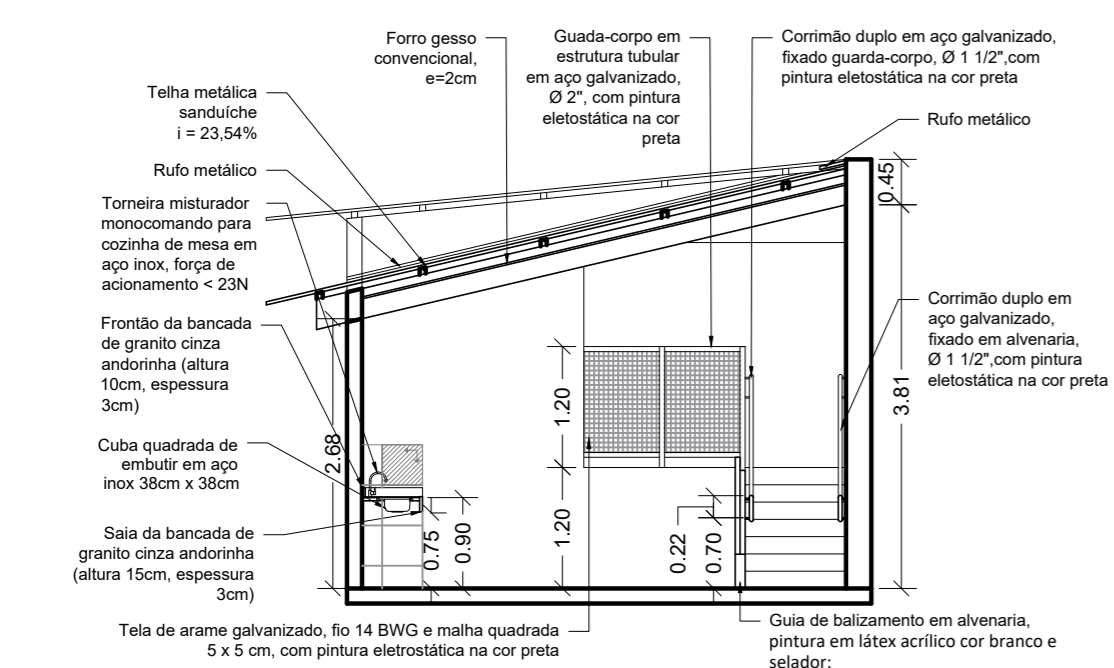 Forro gesso
convencional,
e=2cm
Guada-corpo em
estrutura tubular
em aço galvanizado,
Ø 2", com pintura
eletostática na cor
preta
Corrimão duplo em aço galvanizado,
fixado guarda-corpo, Ø 1 1/2",com
pintura eletostática na cor preta
Telha metálica
sanduíche
i = 23,54%
Rufo metálico
Rufo metálico
Torneira misturador
monocomando para
cozinha de mesa em
aço inox, força de
acionamento < 23N
0.45
Frontão da bancada
de granito cinza
andorinha (altura
10cm, espessura
3cm)
Corrimão duplo em
aço galvanizado,
fixado em alvenaria,
Ø 1 1/2",com pintura
eletostática na cor preta
3.81
2.68
1.20
Cuba quadrada de
embutir em aço
inox 38cm x 38cm
Saia da bancada de
granito cinza andorinha
(altura 15cm, espessura
3cm)
0.75
0.90
1.20
0.22
0.70
Tela de arame galvanizado, fio 14 BWG e malha quadrada
5 x 5 cm, com pintura eletrostática na cor preta
Guia de balizamento em alvenaria,
pintura em látex acrílico cor branco e
selador;